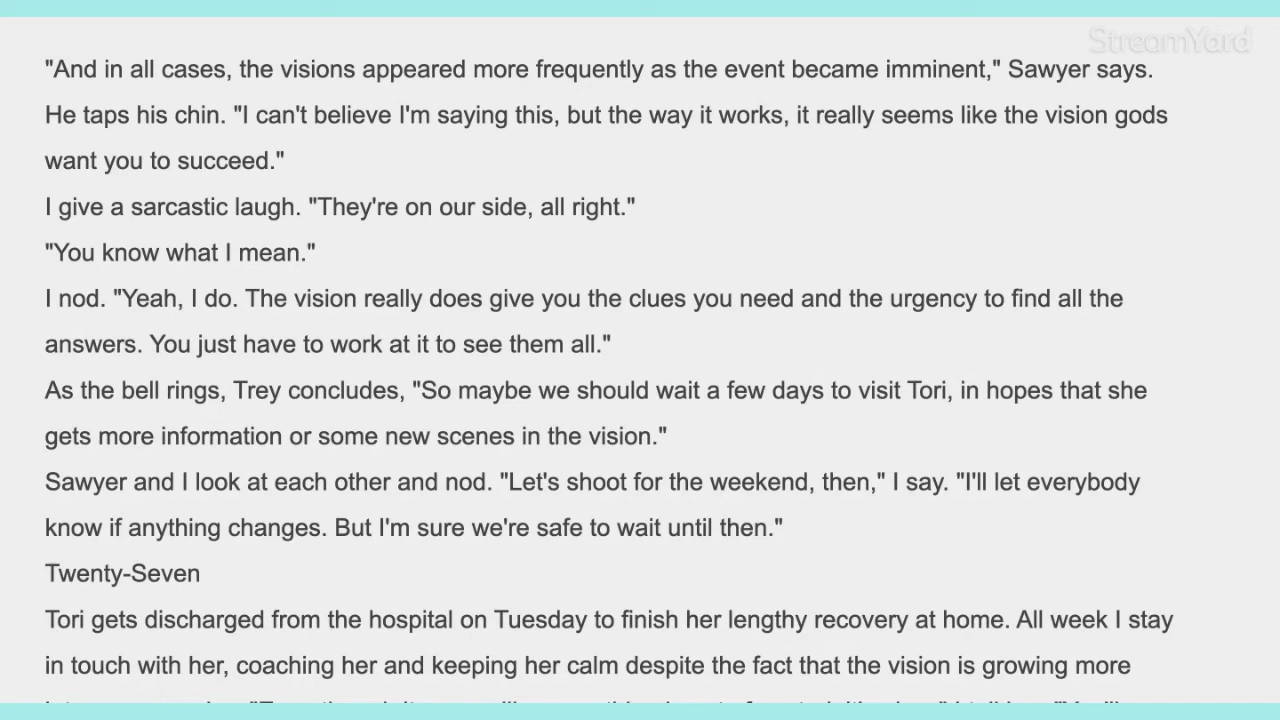 StreamYard
"And in all cases, the visions appeared more frequently as the event became imminent," Sawyer says.
He taps his chin. "I can't believe I'm saying this, but the way it works, it really seems like the vision gods
want you to succeed."
I give a sarcastic laugh. "They're on our side, all right."
"You know what I mean."
I nod. "Yeah, I do. The vision really does give you the clues you need and the urgency to find all the
answers. You just have to work at it to see them all."
As the bell rings, Trey concludes, "So maybe we should wait a few days to visit Tori, in hopes that she
gets more information or some new scenes in the vision."
Sawyer and I look at each other and nod. "Let's shoot for the weekend, then," I say. "I'll let everybody
know if anything changes. But I'm sure we're safe to wait until then."
Twenty-Seven
Tori gets discharged from the hospital on Tuesday to finish her lengthy recovery at home. All week I stay
in touch with her, coaching her and keeping her calm despite the fact that the vision is growing more